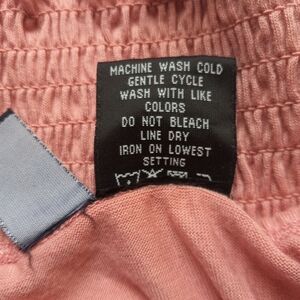 MACHINE WASH COLD
GENTLE CYCLE
WASH WITH LIKE
COLORS
DO NOT BLEACH
LINE DRY
IRON ON LOWEST
SETTING